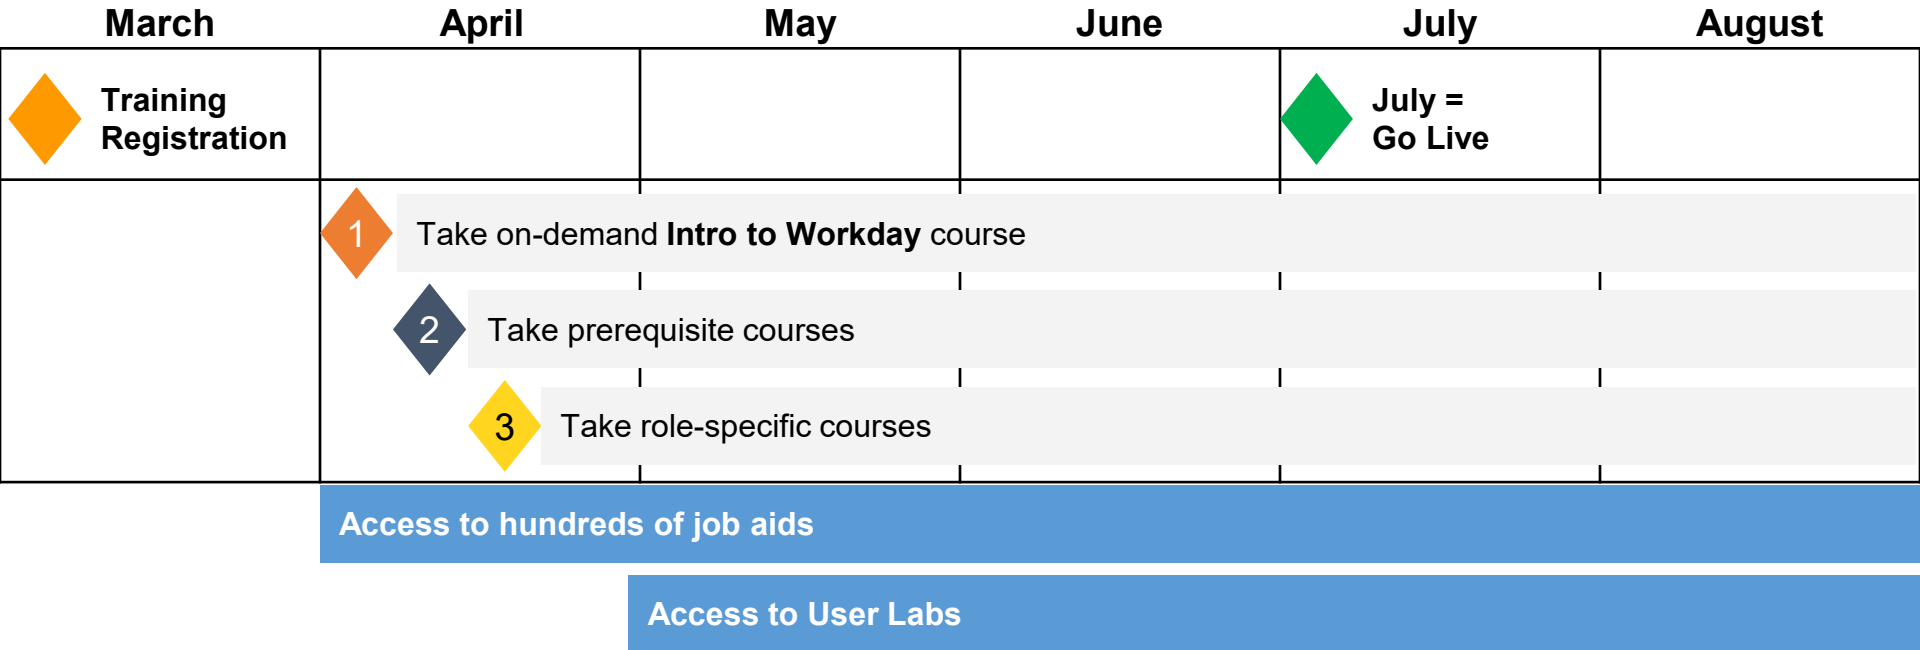 March April May June July August
Training
Registration
July =
Go Live
1 Take on-demand Intro to Workday course
2 Take prerequisite courses
3 Take role-specific courses
Access to hundreds of job aids
Access to User Labs